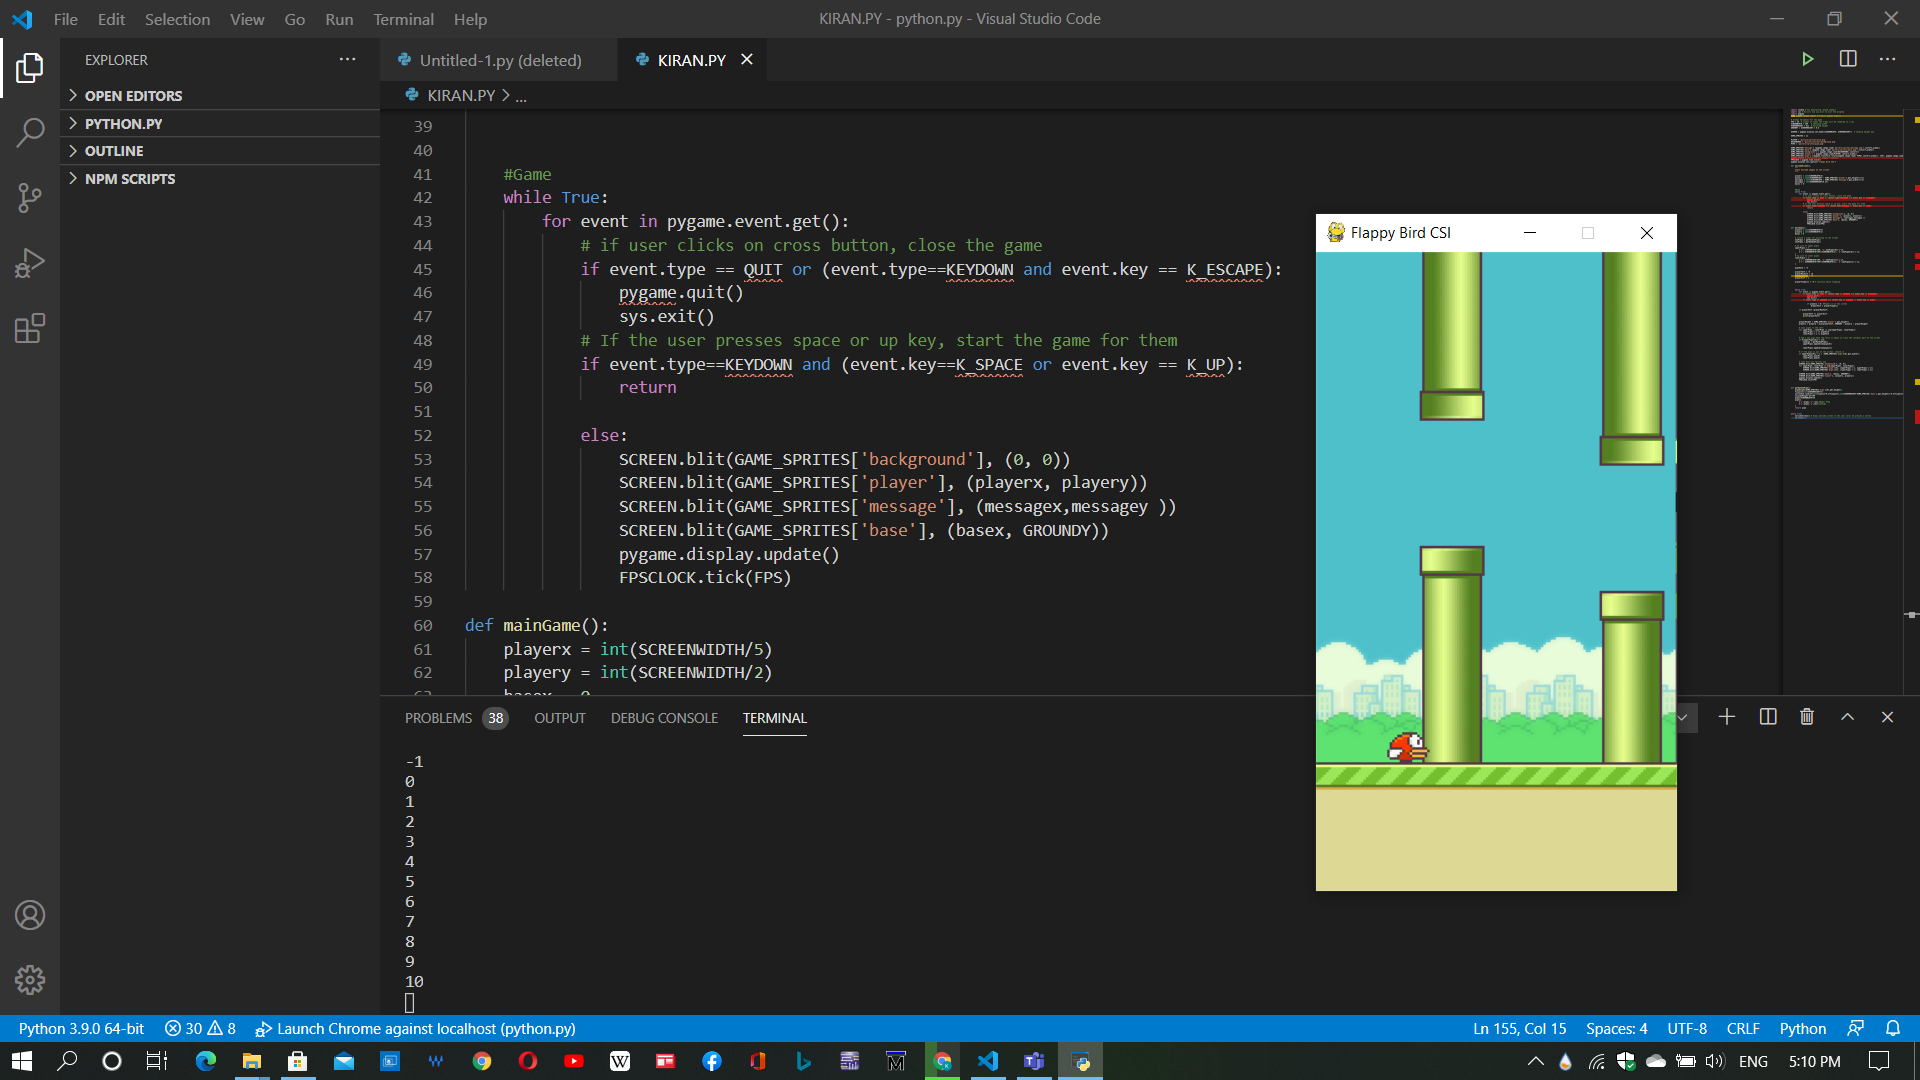 File Edit Selection View Go Run Terminal Help
KIRAN.PY - python.py - Visual Studio Code
EXPLORER
OPEN EDITORS
PYTHON.PY
OUTLINE
NPM SCRIPTS
Untitled-1.py (deleted) KIRAN.PY
KIRAN.PY > ...
39
40
41 #Game
42 while True:
43 for event in pygame.event.get():
44 # if user clicks on cross button, close the game
45 if event.type == QUIT or (event.type==KEYDOWN and event.key == K_ESCAPE):
46 pygame.quit()
47 sys.exit()
48 # If the user presses space or up key, start the game for them
49 if event.type==KEYDOWN and (event.key==K_SPACE or event.key == K_UP):
50 return
51
52 else:
53 SCREEN.blit(GAME_SPRITES['background'], (0, 0))
54 SCREEN.blit(GAME_SPRITES['player'], (playerx, playery))
55 SCREEN.blit(GAME_SPRITES['message'], (messagex,messagey ))
56 SCREEN.blit(GAME_SPRITES['base'], (basex, GROUNDY))
57 pygame.display.update()
58 FPSCLOCK.tick(FPS)
59
60 def mainGame():
61 playerx = int(SCREENWIDTH/5)
62 playery = int(SCREENWIDTH/2)
Flappy Bird CSI
PROBLEMS 38 OUTPUT DEBUG CONSOLE TERMINAL
-1
0
1
2
3
4
5
6
7
8
9
10
Python 3.9.0 64-bit 30 8 Launch Chrome against localhost (python.py)
Ln 155, Col 15 Spaces: 4 UTF-8 CRLF Python
ENG 5:10 PM